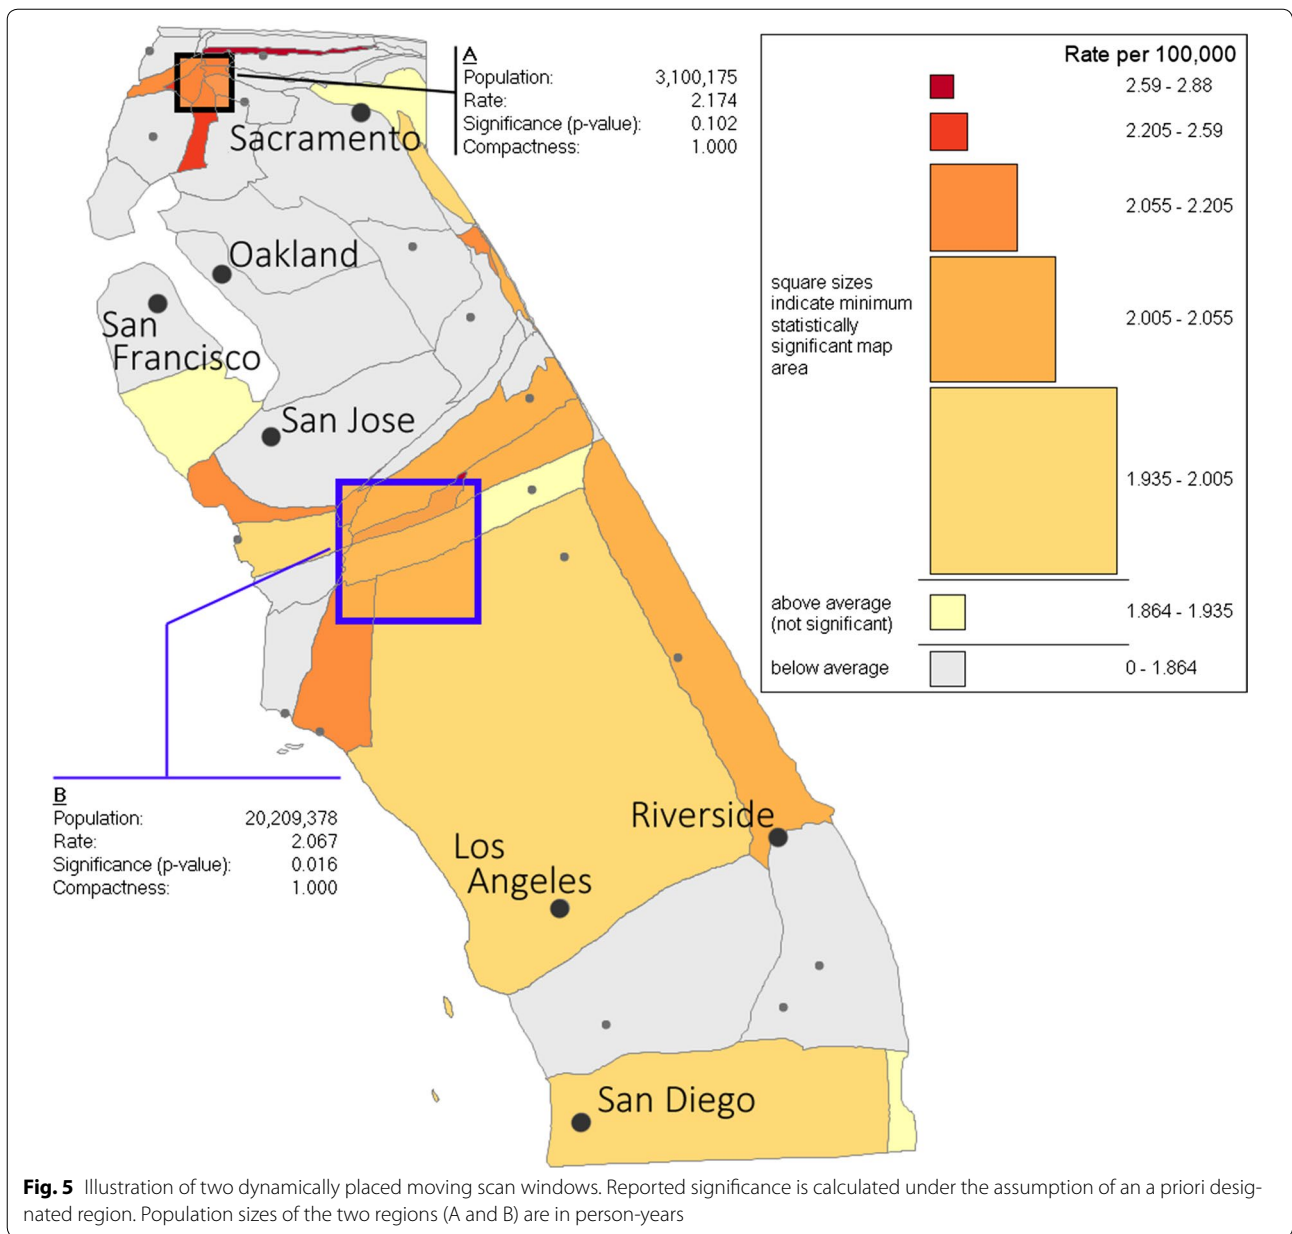 A
Population: 3,100,175
Rate: 2.174
Significance (p-value): 0.102
Compactness: 1.000
Rate per 100,000
2.59 - 2.88
2.205 - 2.59
2.055 - 2.205
2.005 - 2.055
1.935 - 2.005
square sizes
indicate minimum
statistically
significant map
area
above average
(not significant)
1.864 - 1.935
below average
0 - 1.864
Sacramento
Oakland
San
Francisco
San Jose
Riverside
Los
Angeles
San Diego
B
Population: 20,209,378
Rate: 2.067
Significance (p-value): 0.016
Compactness: 1.000
Fig. 5 Illustration of two dynamically placed moving scan windows. Reported significance is calculated under the assumption of an a priori desig-
nated region. Population sizes of the two regions (A and B) are in person-years